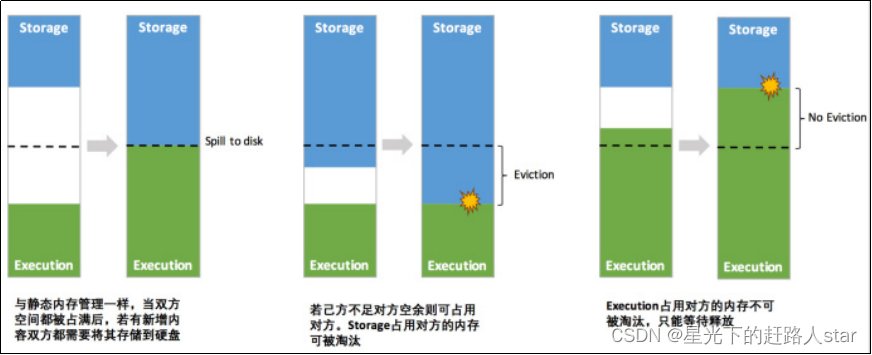 Storage
Storage
Spill to disk
Execution
Execution
与静态内存管理一样，当双方
空间都被占满后，若有新增内
容双方都需要将其存储到硬盘
Storage
Storage
Eviction
Execution
Execution
若己方不足对方空余则可占用
对方。Storage占用对方的内存
可被淘汰
Storage
Storage
No Eviction
Execution
Execution
Execution占用对方的内存不可
被淘汰，只能等待释放
CSDN @星光下的赶路人star